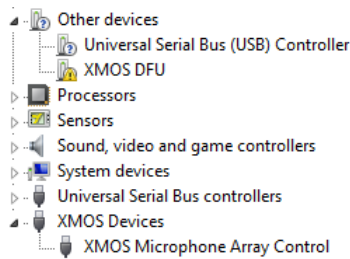 Other devices
Universal Serial Bus (USB) Controller
XMOS DFU
Processors
Sensors
Sound, video and game controllers
System devices
Universal Serial Bus controllers
XMOS Devices
XMOS Microphone Array Control